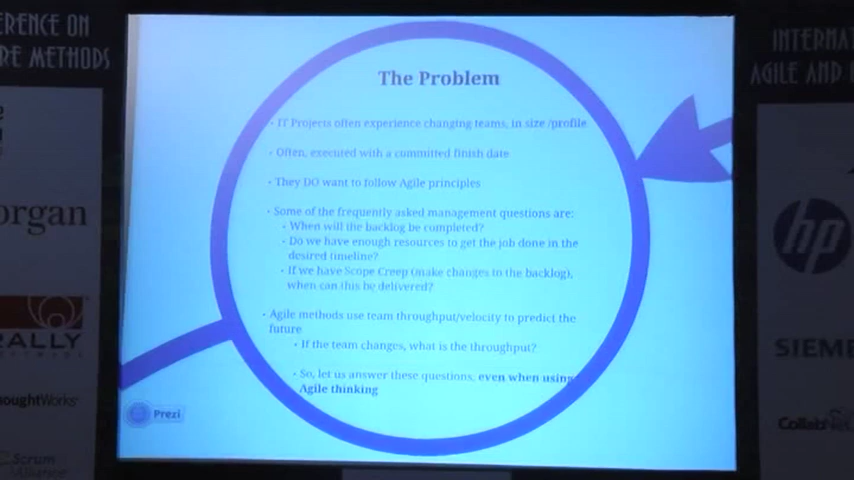 ERENCE ON
RE METHODS
organ
RALLY
houghtWorks
Scrum
Alliance
The Problem
- IT Projects often experience changing teams, in size /profile
- Often, executed with a committed finish date
- They DO want to follow Agile principles
- Some of the frequently asked management questions are:
- When will the backlog be completed?
- Do we have enough resources to get the job done in the
desired timeline?
- If we have Scope Creep (make changes to the backlog),
when can this be delivered?
- Agile methods use team throughput/velocity to predict the
future
- If the team changes, what is the throughput?
- So, let us answer these questions, even when using
Agile thinking
Prezi
INTERNAT
AGILE AND
hp
SIEME
CollabNet